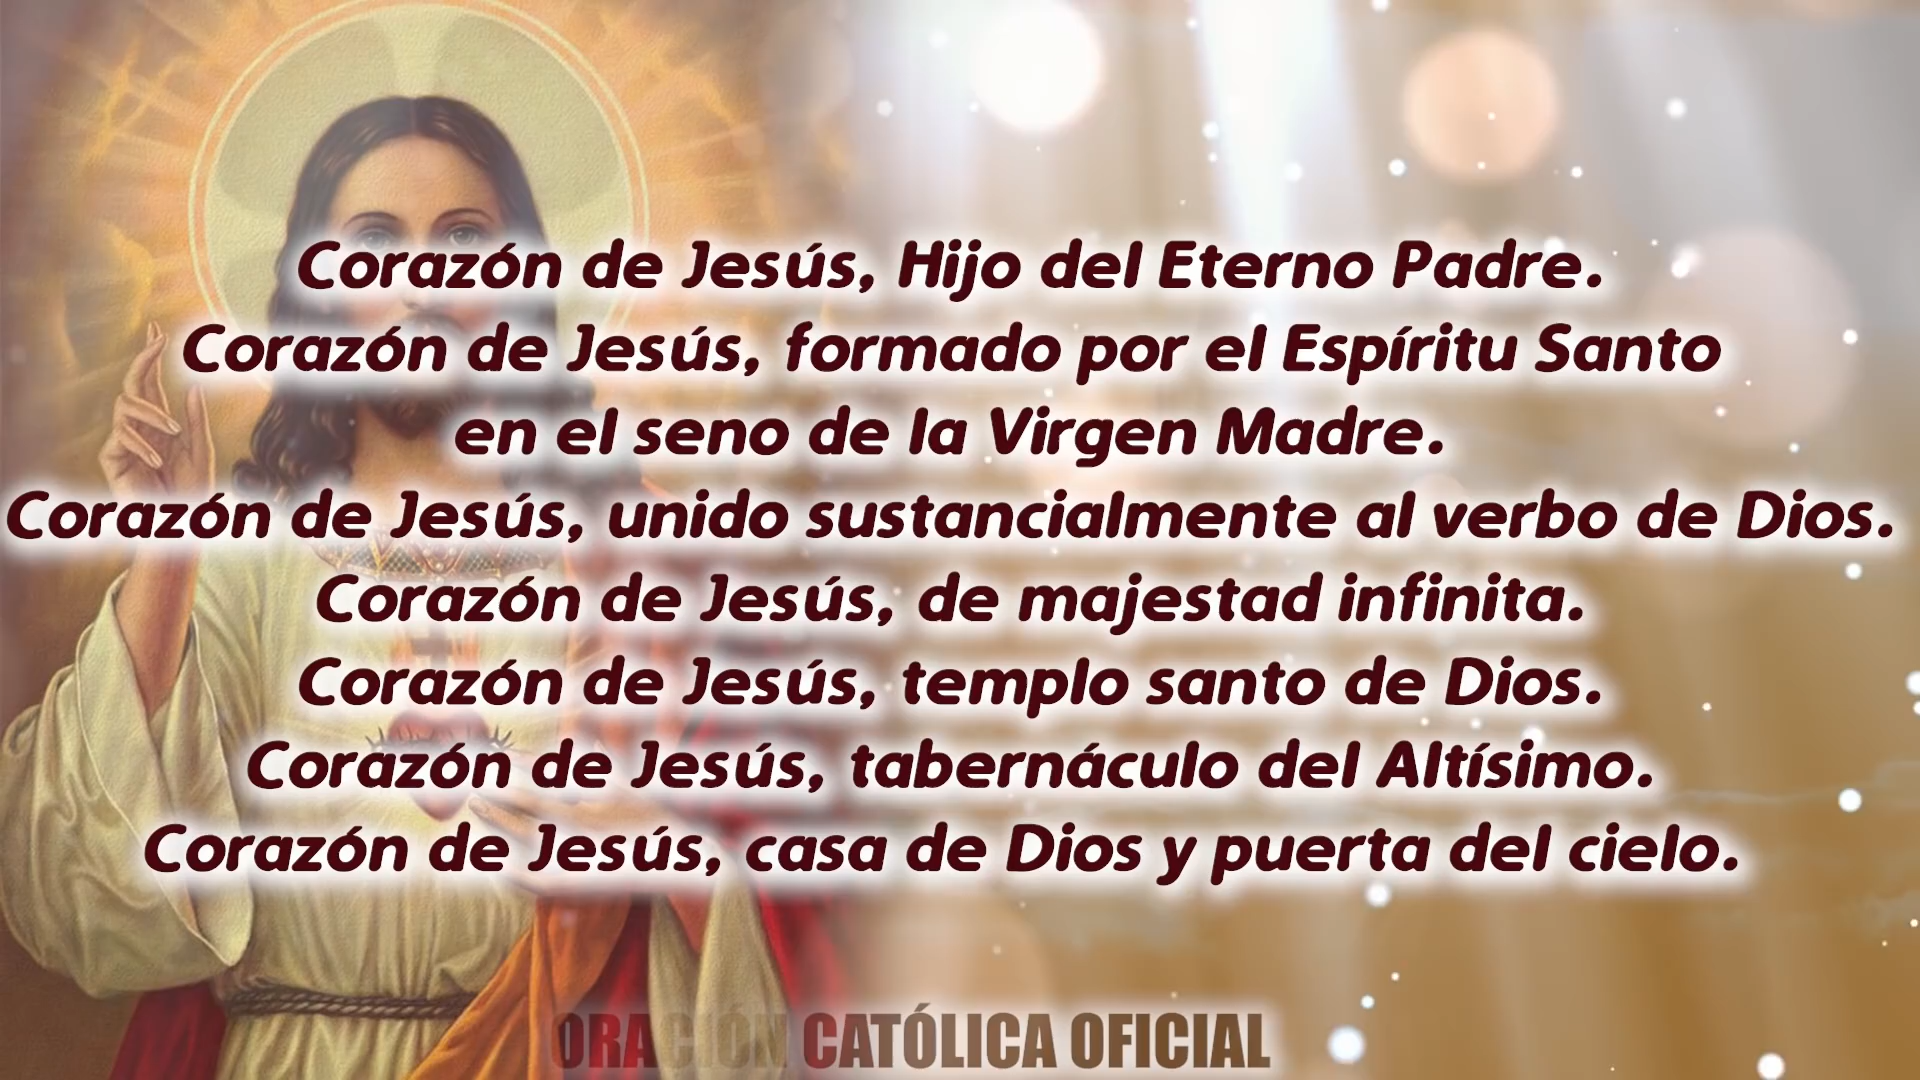 Corazón de Jesús, Hijo del Eterno Padre.
Corazón de Jesús, formado por el Espíritu Santo
en el seno de la Virgen Madre.
Corazón de Jesús, unido sustancialmente al verbo de Dios.
Corazón de Jesús, de majestad infinita.
Corazón de Jesús, templo santo de Dios.
Corazón de Jesús, tabernáculo del Altísimo.
Corazón de Jesús, casa de Dios y puerta del cielo.
ORACIÓN CATÓLICA OFICIAL